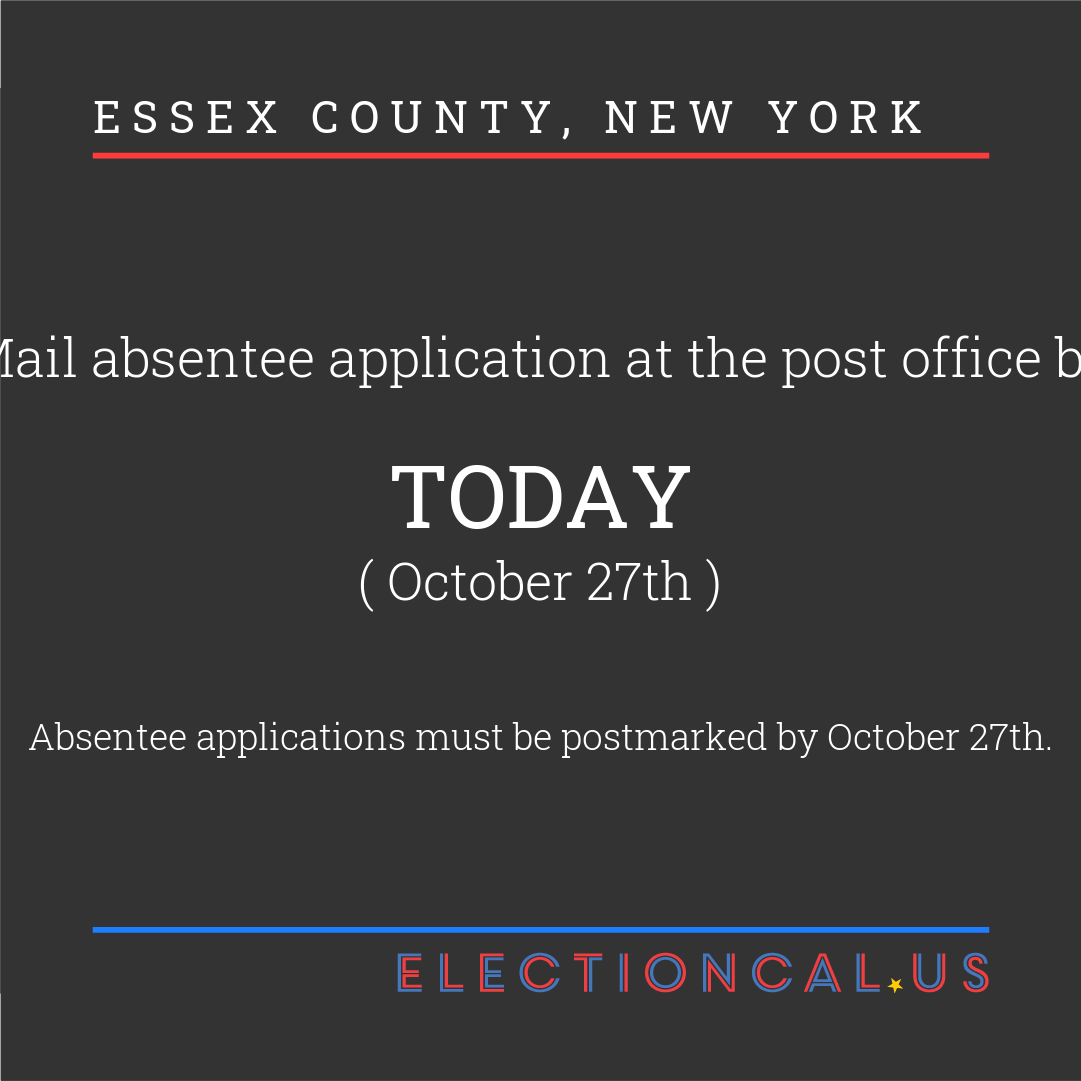 ESSEX COUNTY, NEW YORK
Mail absentee application at the post office b
TODAY
( October 27th )
Absentee applications must be postmarked by October 27th.
ELECTIONCAL.US